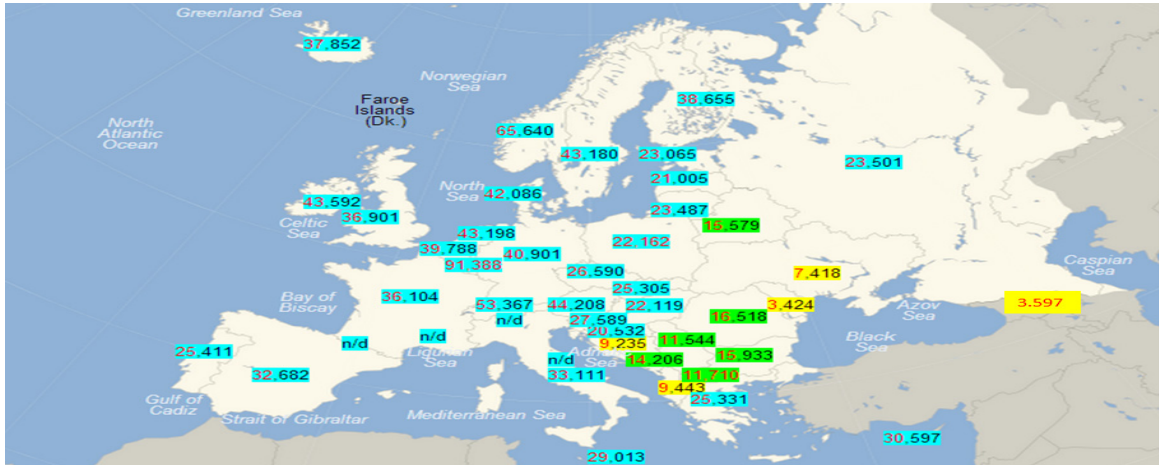 Greenland Sea
37,852
Norwegian
Sea
Faroe
Islands
(Dk.)
38,655
North
Atlantic
Ocean
65,640
43,180
23,065
23,501
21,005
North
Sea
42,086
43,592
36,901
Celtic
Sea
23,487
15,579
43,198
39,788
40,901
22,162
91,388
26,590
7,418
Caspian
Sea
25,305
Bay of
Biscay
36,104
53,367
44,208
22,119
3,424
Azov
Sea
3.597
n/d
27,589
16,518
20,532
n/d
n/d
Ligurian
Sea
9,235
11,544
Black
Sea
25,411
n/d
Adriatic
Sea
14,206
15,933
32,682
33,111
11,710
9,443
25,331
Gulf of
Cadiz
Strait of Gibraltar
Mediterranean Sea
30,597
29,013